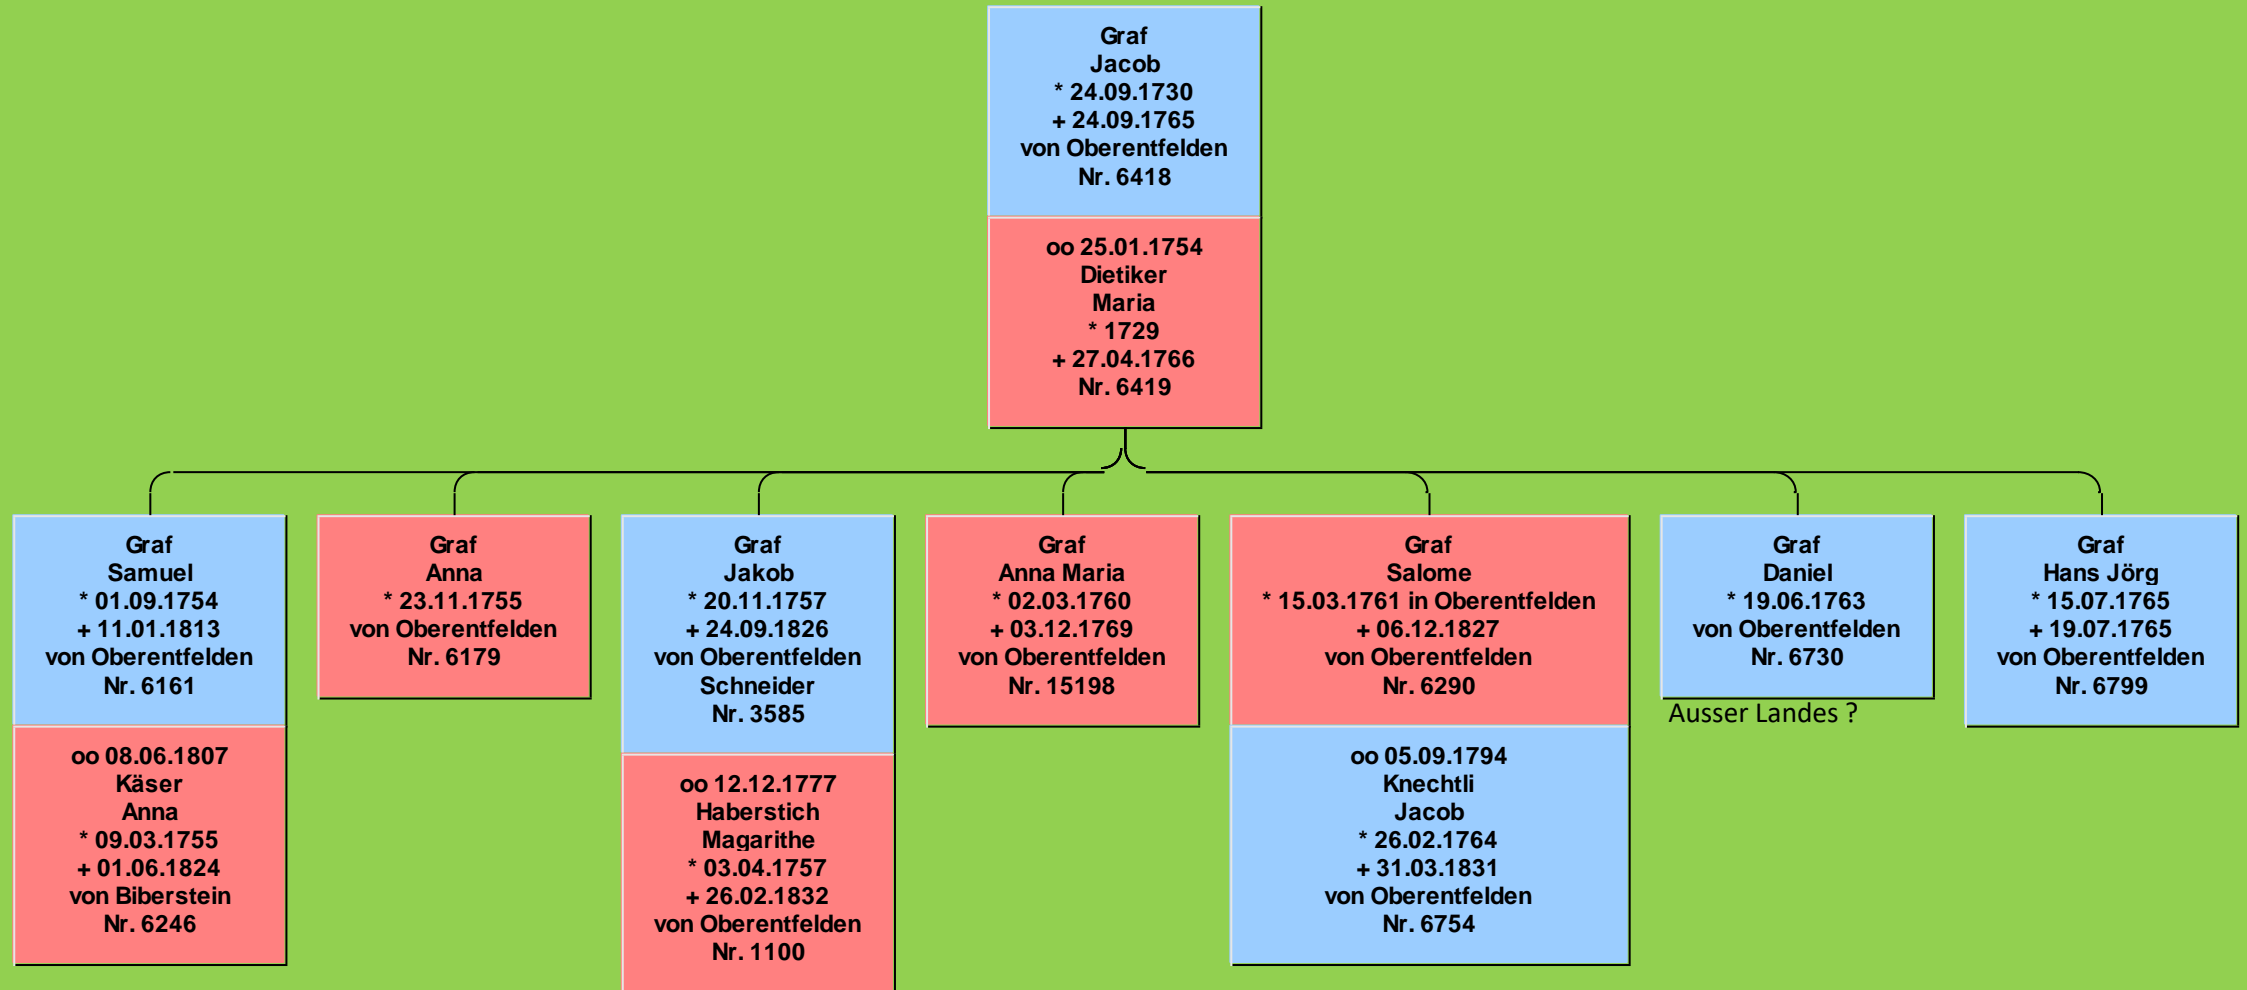 Graf
Jacob
* 24.09.1730
+ 24.09.1765
von Oberentfelden
Nr. 6418
oo 25.01.1754
Dietiker
Maria
* 1729
+ 27.04.1766
Nr. 6419
Graf
Samuel
* 01.09.1754
+ 11.01.1813
von Oberentfelden
Nr. 6161
oo 08.06.1807
Käser
Anna
* 09.03.1755
+ 01.06.1824
von Biberstein
Nr. 6246
Graf
Anna
* 23.11.1755
von Oberentfelden
Nr. 6179
Graf
Jakob
* 20.11.1757
+ 24.09.1826
von Oberentfelden
Schneider
Nr. 3585
oo 12.12.1777
Haberstich
Magarithe
* 03.04.1757
+ 26.02.1832
von Oberentfelden
Nr. 1100
Graf
Anna Maria
* 02.03.1760
+ 03.12.1769
von Oberentfelden
Nr. 15198
Graf
Salome
* 15.03.1761 in Oberentfelden
+ 06.12.1827
von Oberentfelden
Nr. 6290
oo 05.09.1794
Knechtli
Jacob
* 26.02.1764
+ 31.03.1831
von Oberentfelden
Nr. 6754
Graf
Daniel
* 19.06.1763
von Oberentfelden
Nr. 6730
Ausser Landes ?
Graf
Hans Jörg
* 15.07.1765
+ 19.07.1765
von Oberentfelden
Nr. 6799